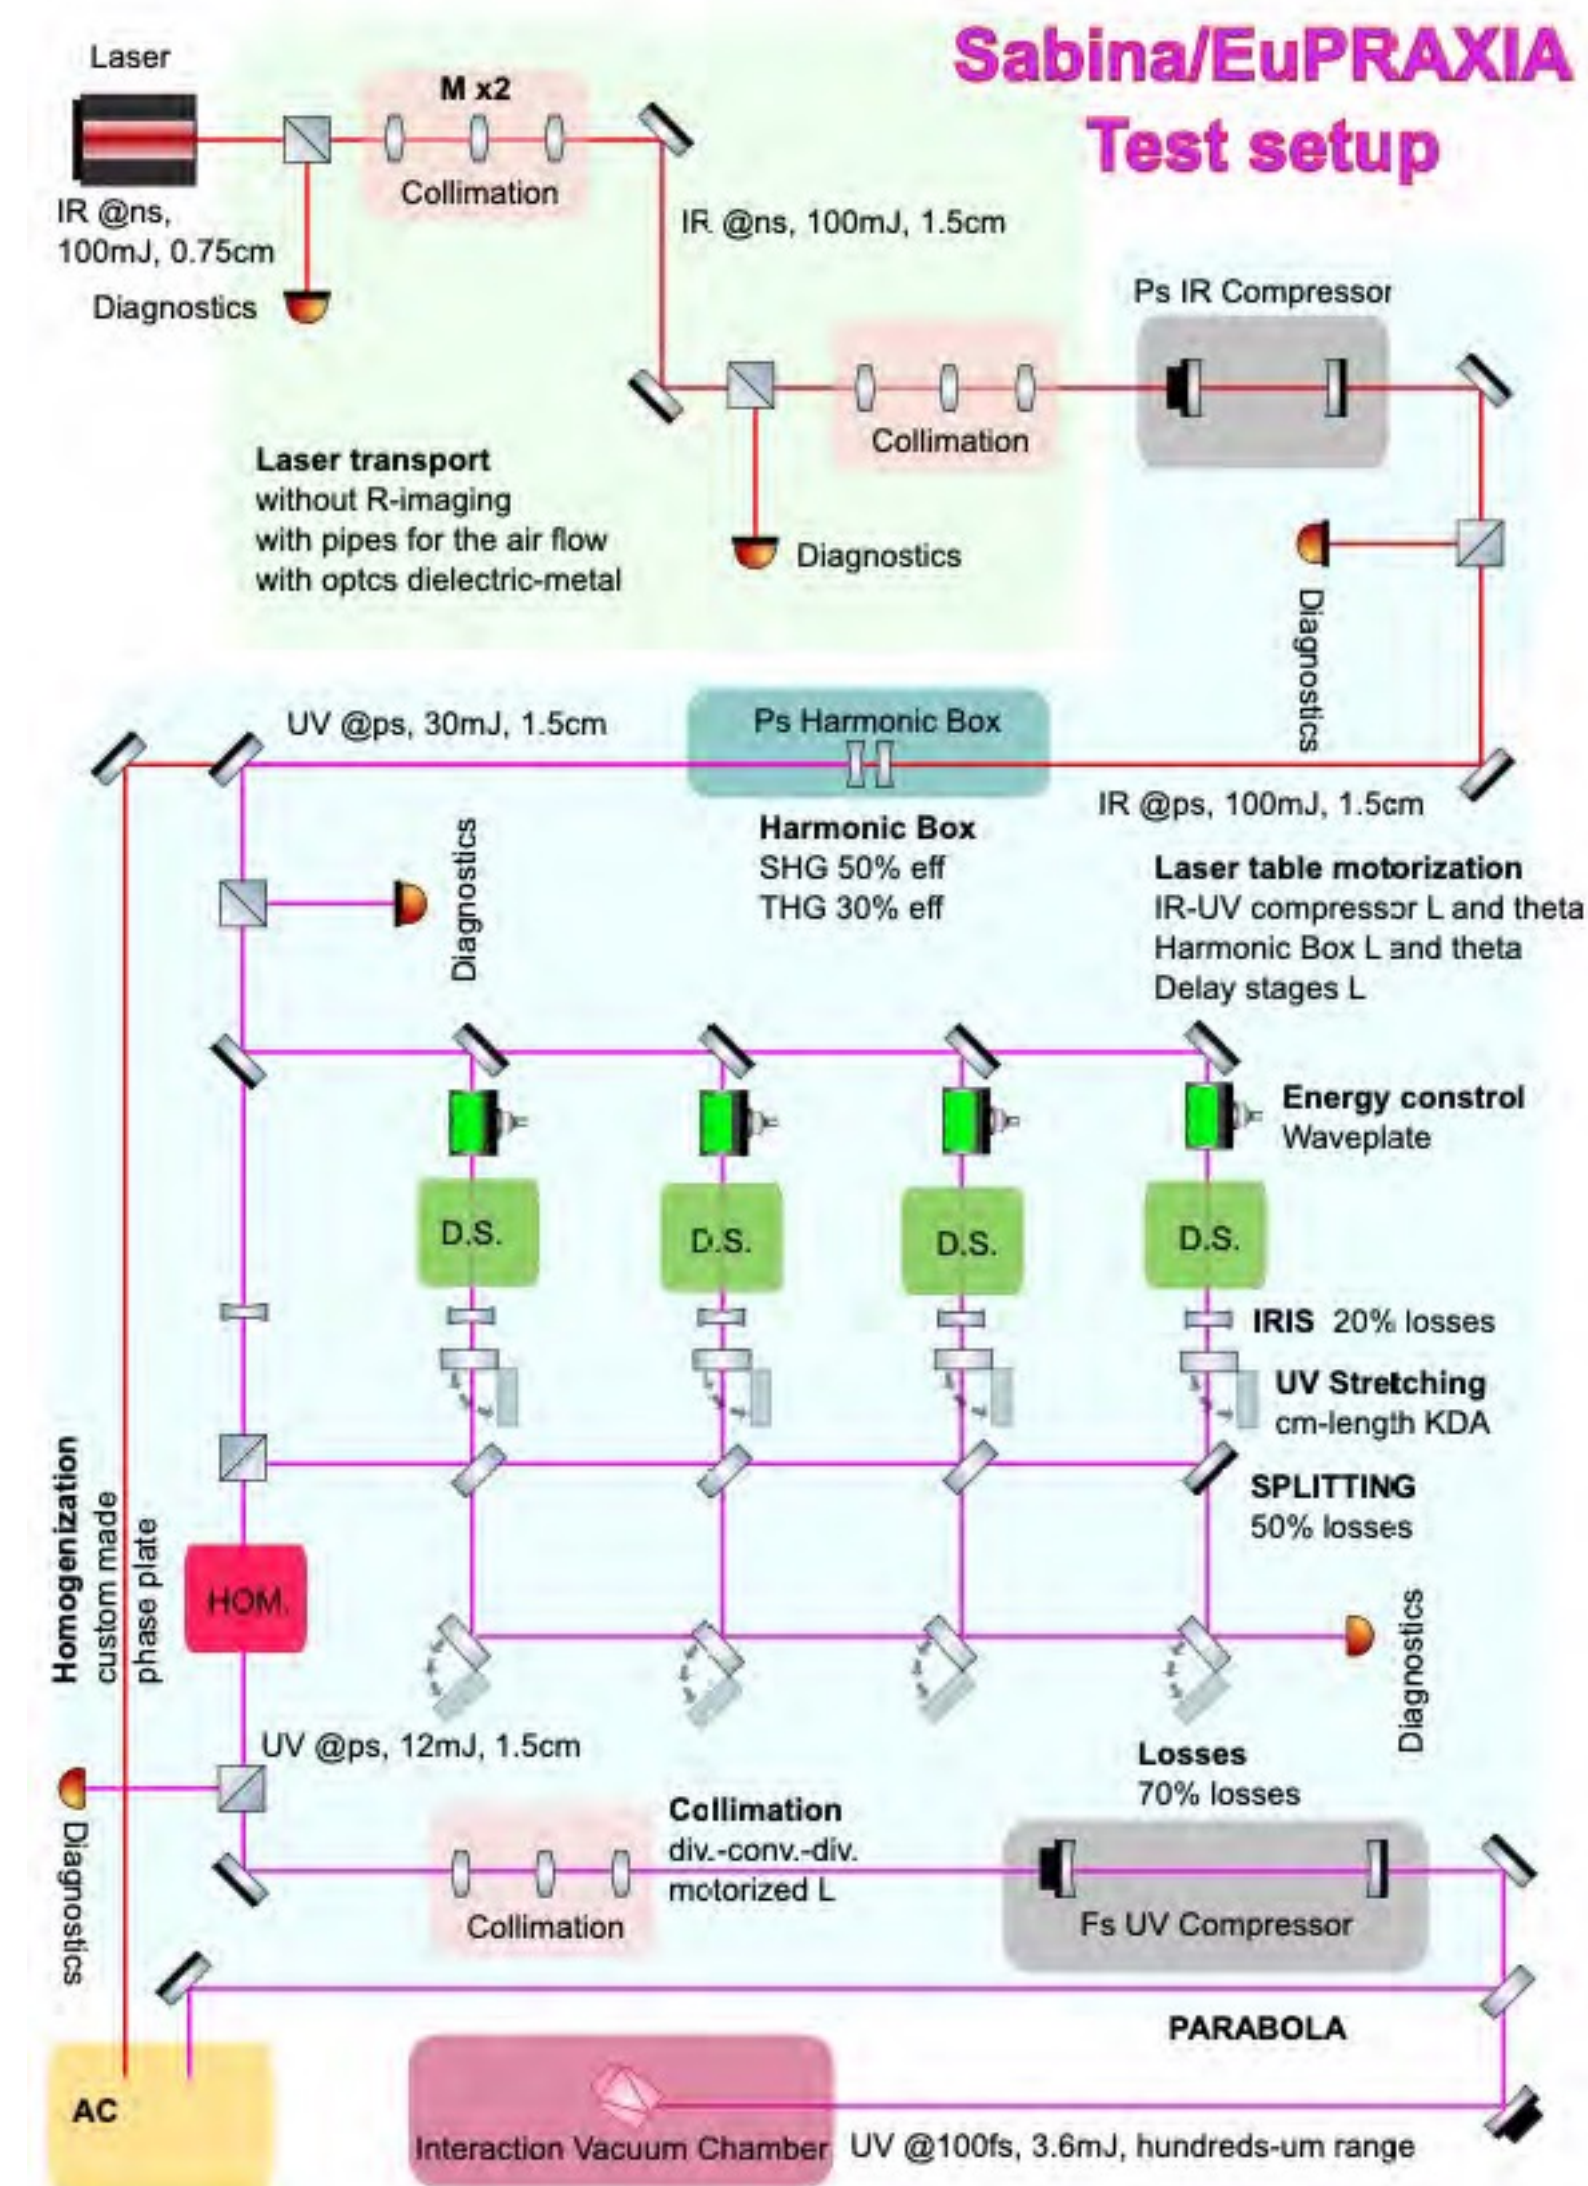 Sabina/EuPRAXIA
Test setup
Laser
M x2
Collimation
IR @ns,
100mJ, 0.75cm
Diagnostics
IR @ns, 100mJ, 1.5cm
Ps IR Compressor
Collimation
Laser transport
without R-imaging
with pipes for the air flow
with optcs dielectric-metal
Diagnostics
Diagnostics
UV @ps, 30mJ, 1.5cm
Ps Harmonic Box
IR @ps, 100mJ, 1.5cm
Harmonic Box
SHG 50% eff
THG 30% eff
Laser table motorization
IR-UV compressor L and theta
Harmonic Box L and theta
Delay stages L
Diagnostics
Energy constrol
Waveplate
D.S.
D.S.
D.S.
D.S.
IRIS 20% losses
UV Stretching
cm-length KDA
SPLITTING
50% losses
Homogenization
custom made
phase plate
HOM.
Diagnostics
UV @ps, 12mJ, 1.5cm
Losses
70% losses
Diagnostics
Collimation
div.-conv.-div.
motorized L
Collimation
Fs UV Compressor
PARABOLA
AC
Interaction Vacuum Chamber
UV @100fs, 3.6mJ, hundreds-um range